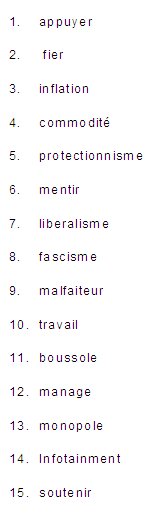 1. appuyer
2. fier
3. inflation
4. commodité
5. protectionnisme
6. mentir
7. liberalisme
8. fascisme
9. malfaiteur
10. travail
11. boussole
12. manage
13. monopole
14. Infotainment
15. soutenir